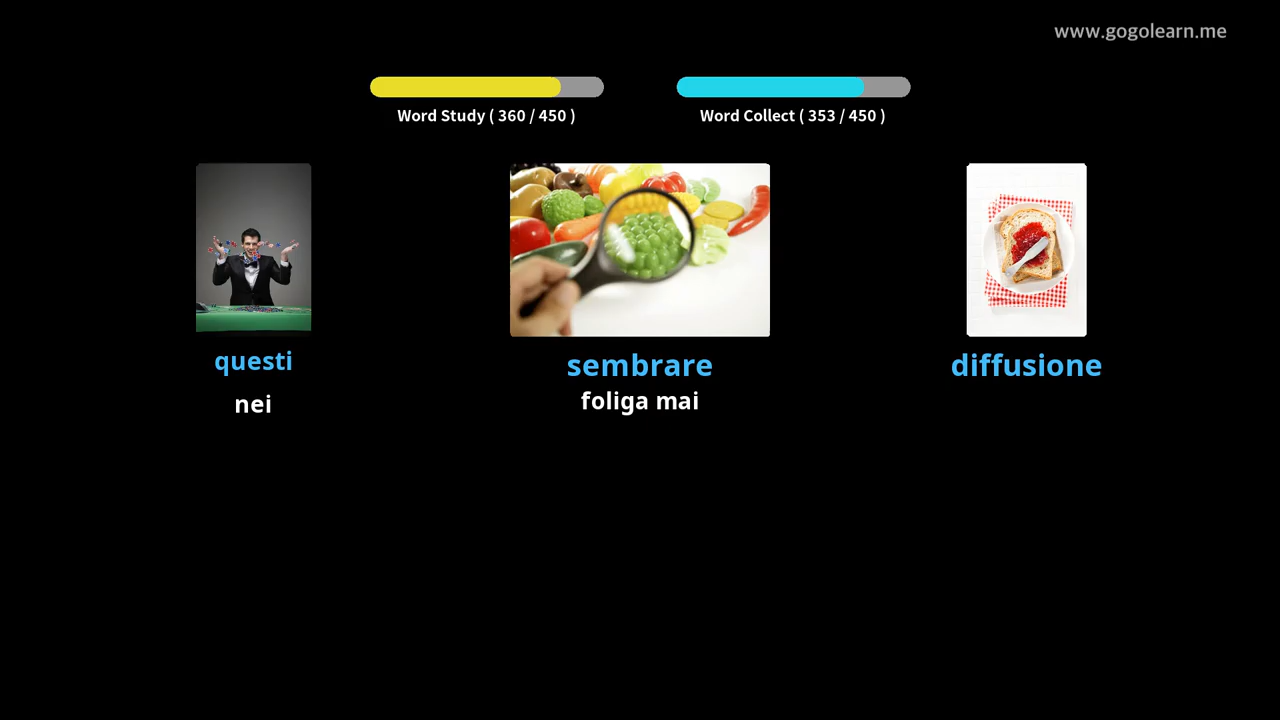 www.gogolearn.me
Word Study ( 360 / 450 )
Word Collect ( 353 / 450 )
questi
nei
sembrare
foliga mai
diffusione